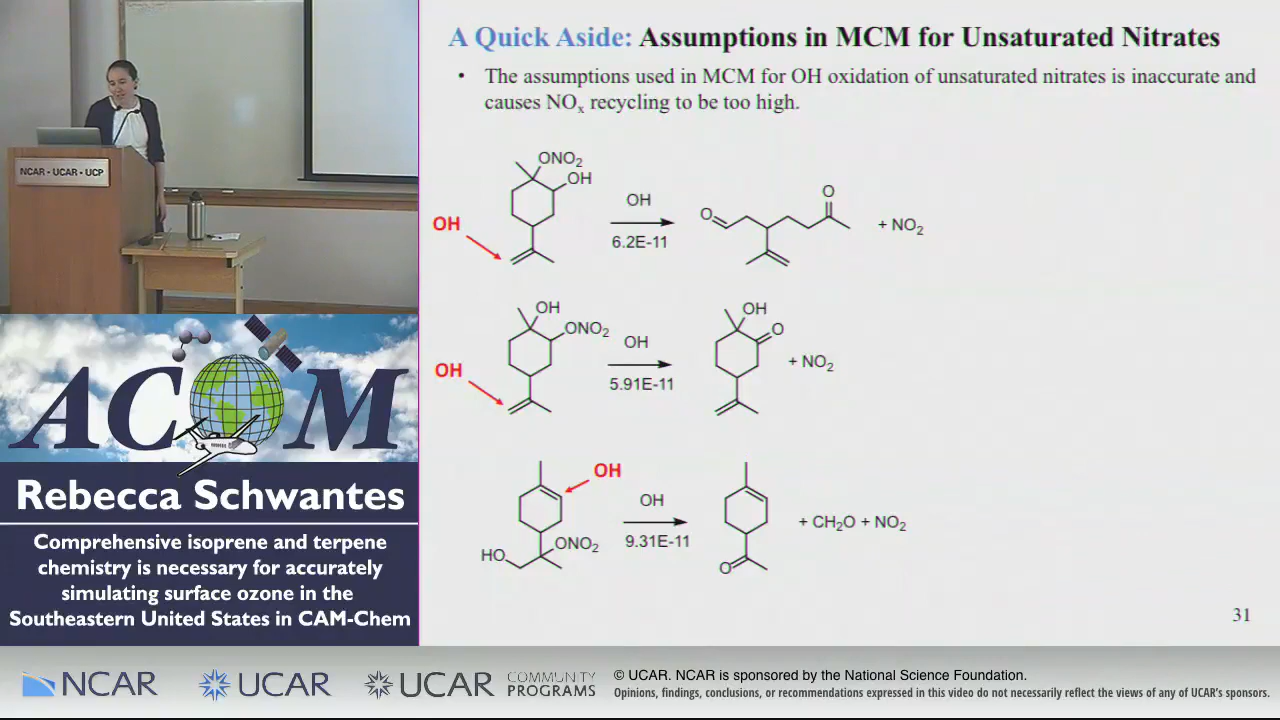 A Quick Aside: Assumptions in MCM for Unsaturated Nitrates
• The assumptions used in MCM for OH oxidation of unsaturated nitrates is inaccurate and
causes NOx recycling to be too high.
NCAR - UCAR - UCP
ONO2
OH
OH
OH
6.2E-11
O
O
+ NO2
OH
ONO2
OH
OH
5.91E-11
OH
O
+ NO2
OH
HO
ONO2
OH
9.31E-11
O
+ CH2O + NO2
31
ACOM
Rebecca Schwantes
Comprehensive isoprene and terpene
chemistry is necessary for accurately
simulating surface ozone in the
Southeastern United States in CAM-Chem
NCAR
UCAR
UCAR
COMMUNITY
PROGRAMS
© UCAR. NCAR is sponsored by the National Science Foundation.
Opinions, findings, conclusions, or recommendations expressed in this video do not necessarily reflect the views of any of UCAR's sponsors.